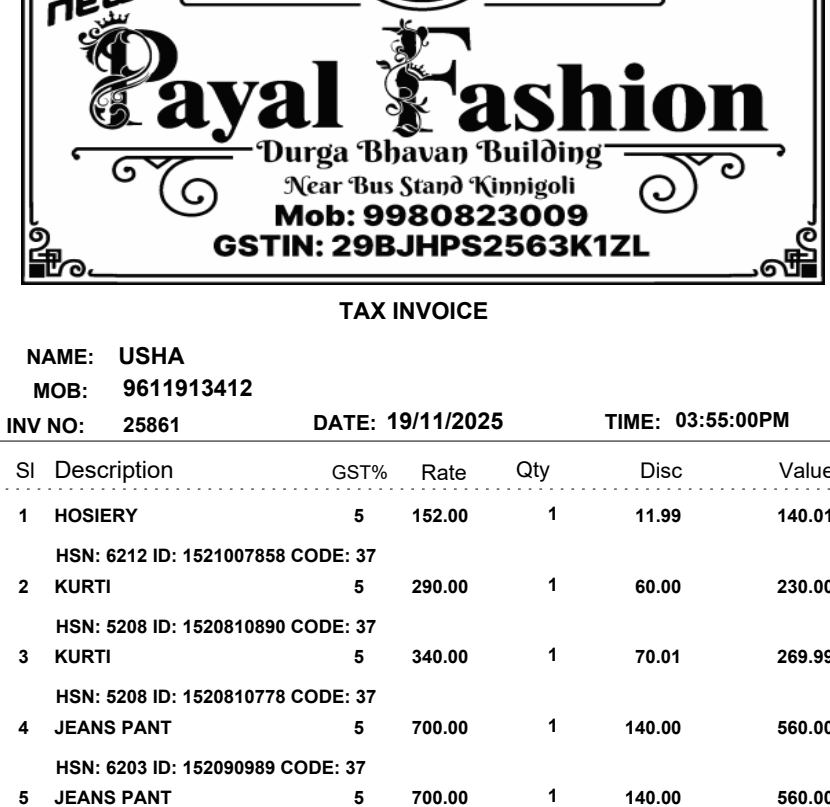 new
Payal Fashion
Durga Bhavan Building
Near Bus Stand Kinnigoli
Mob: 9980823009
GSTIN: 29BJHPS2563K1ZL
TAX INVOICE
NAME: USHA
MOB: 9611913412
INV NO: 25861 DATE: 19/11/2025 TIME: 03:55:00PM
Sl Description GST% Rate Qty Disc Value
1 HOSIERY 5 152.00 1 11.99 140.01
HSN: 6212 ID: 1521007858 CODE: 37
2 KURTI 5 290.00 1 60.00 230.00
HSN: 5208 ID: 1520810890 CODE: 37
3 KURTI 5 340.00 1 70.01 269.99
HSN: 5208 ID: 1520810778 CODE: 37
4 JEANS PANT 5 700.00 1 140.00 560.00
HSN: 6203 ID: 152090989 CODE: 37
5 JEANS PANT 5 700.00 1 140.00 560.00